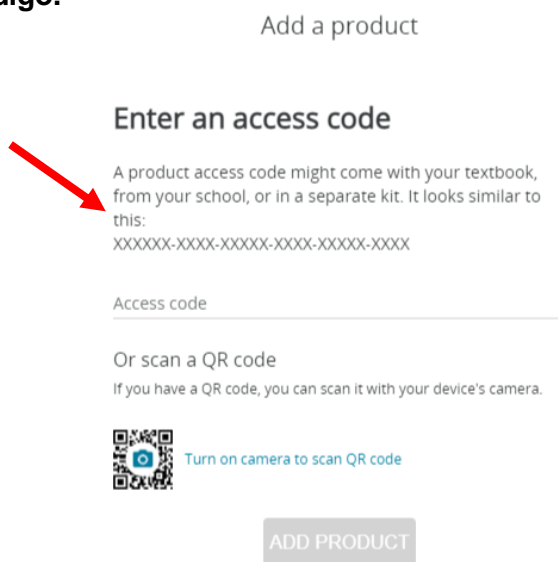 Add a product
Enter an access code
A product access code might come with your textbook,
from your school, or in a separate kit. It looks similar to
this:
XXXXXX-XXXX-XXXXX-XXXX-XXXXX-XXXX
Access code
Or scan a QR code
If you have a QR code, you can scan it with your device's camera.
Turn on camera to scan QR code
ADD PRODUCT